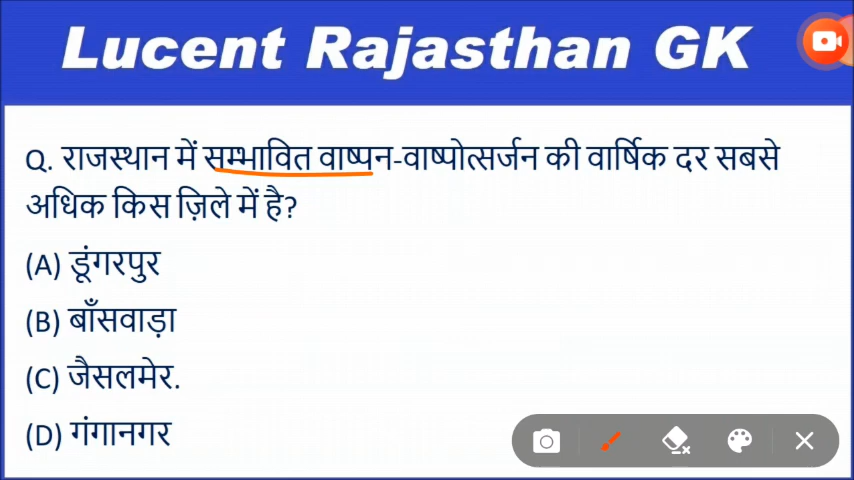 Lucent Rajasthan GK
Q. राजस्थान में सम्भावित वाष्पन-वाष्पोत्सर्जन की वार्षिक दर सबसे
अधिक किस ज़िले में है?
(A) डूंगरपुर
(B) बाँसवाड़ा
(C) जैसलमेर.
(D) गंगानगर